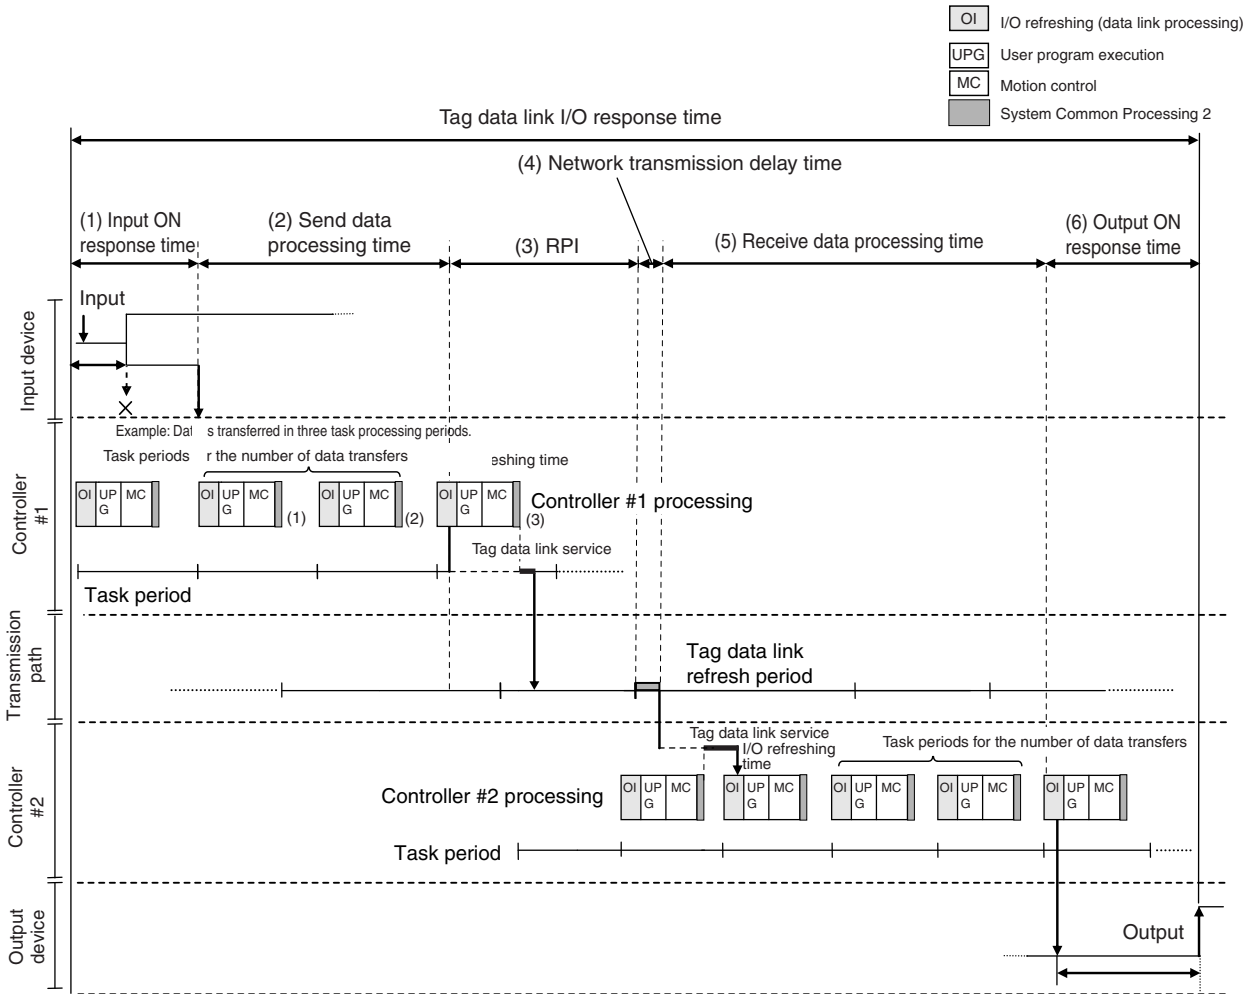 OI I/O refreshing (data link processing)
UPG User program execution
MC Motion control
System Common Processing 2
Tag data link I/O response time
(4) Network transmission delay time
(1) Input ON
response time
(2) Send data
processing time
(3) RPI
(5) Receive data processing time
(6) Output ON
response time
Input device
Input
Example: Dat s transferred in three task processing periods.
Task periods r the number of data transfers
eshing time
Controller
#1
OI UP
G MC
OI UP
G MC (1)
OI UP
G MC (2)
OI UP
G MC (3)
Controller #1 processing
Tag data link service
Task period
Transmission
path
Tag data link
refresh period
Controller
#2
Tag data link service
I/O refreshing
time
Task periods for the number of data transfers
Controller #2 processing
OI UP
G MC
OI UP
G MC
OI UP
G MC
OI UP
G MC
OI UP
G MC
Task period
Output
device
Output